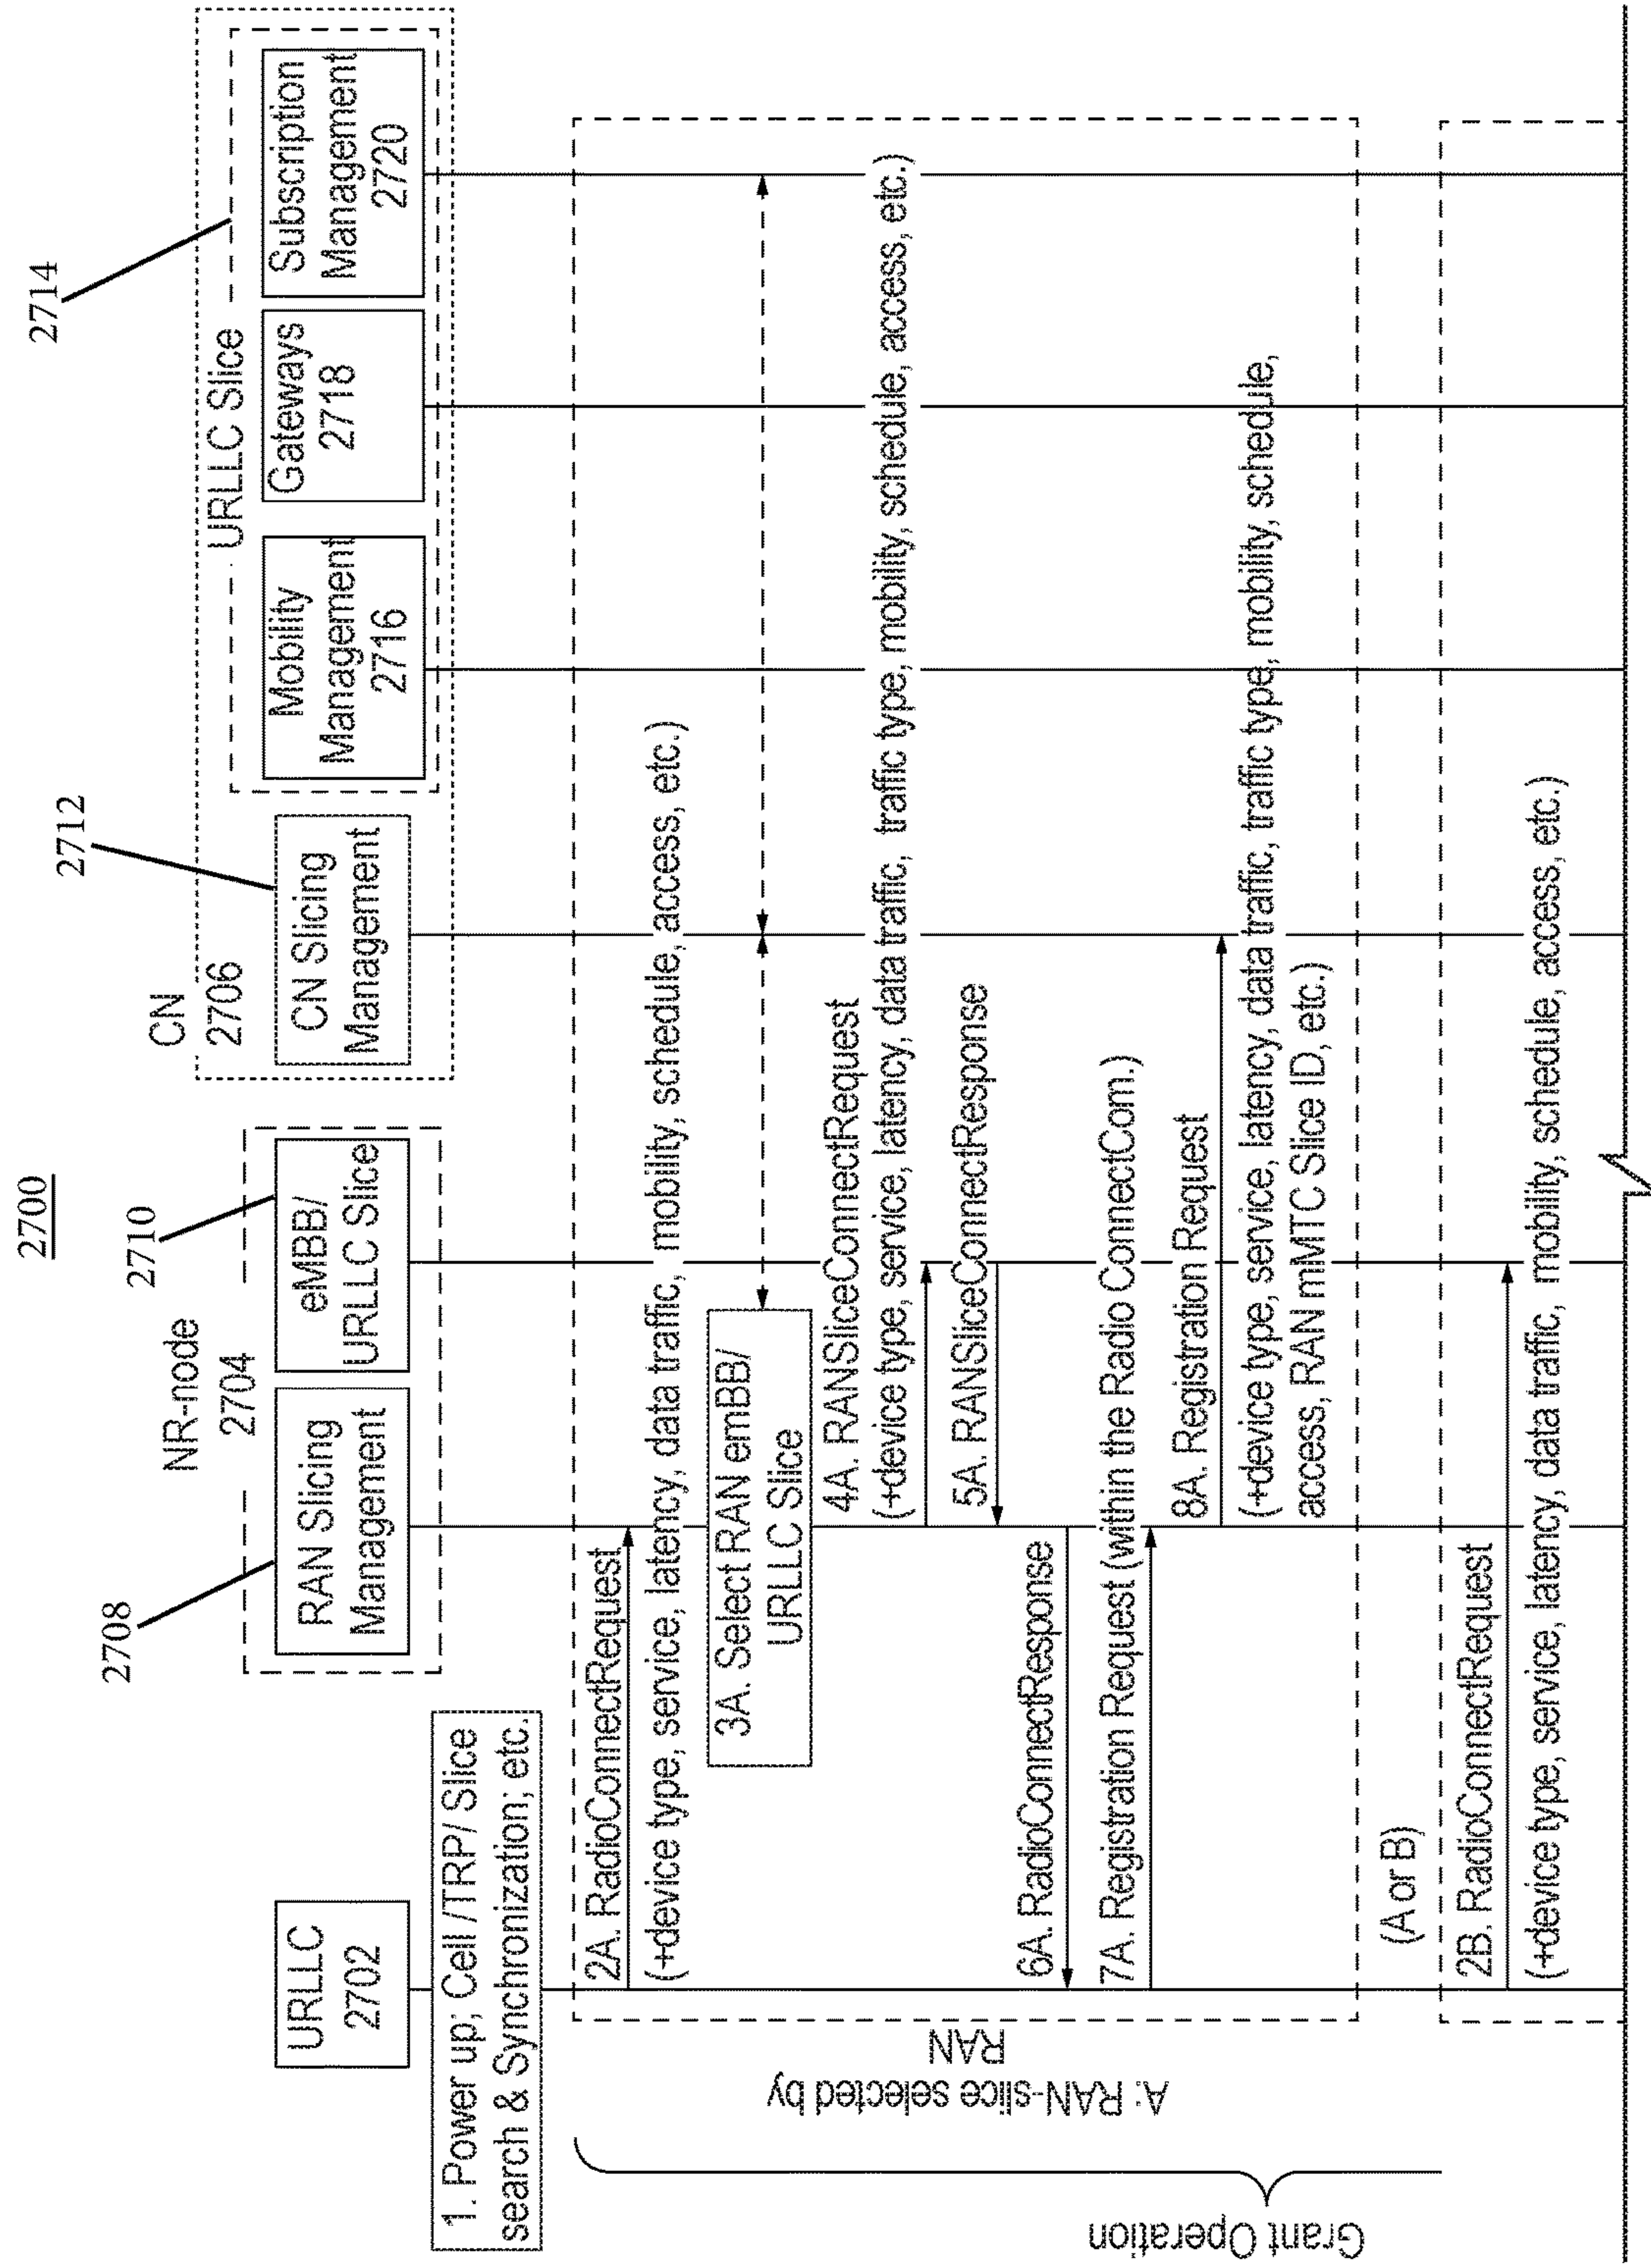 2700
NR-node
2704
CN
2706
2708
2710
2712
2714
URLLC Slice
URLLC
2702
RAN Slicing
Management
eMBB/
URLLC Slice
CN Slicing
Management
Mobility
Management
2716
Gateways
2718
Subscription
Management
2720
1. Power up; Cell /TRP/ Slice
search & Synchronization; etc.
2A. RadioConnectRequest
(+device type, service, latency, data traffic, mobility, schedule, access, etc.)
3A. Select RAN emBB/
URLLC Slice
4A. RANSliceConnectRequest
(+device type, service, latency, data traffic, traffic type, mobility, schedule, access, etc.)
5A. RANSliceConnectResponse
6A. RadioConnectResponse
7A. Registration Request (within the Radio ConnectCom.)
8A. Registration Request
(+device type, service, latency, data traffic, traffic type, mobility, schedule,
access, RAN mMTC Slice ID, etc.)
(A or B)
2B. RadioConnectRequest
(+device type, service, latency, data traffic, mobility, schedule, access, etc.)
A: RAN-slice selected by
RAN
Grant Operation